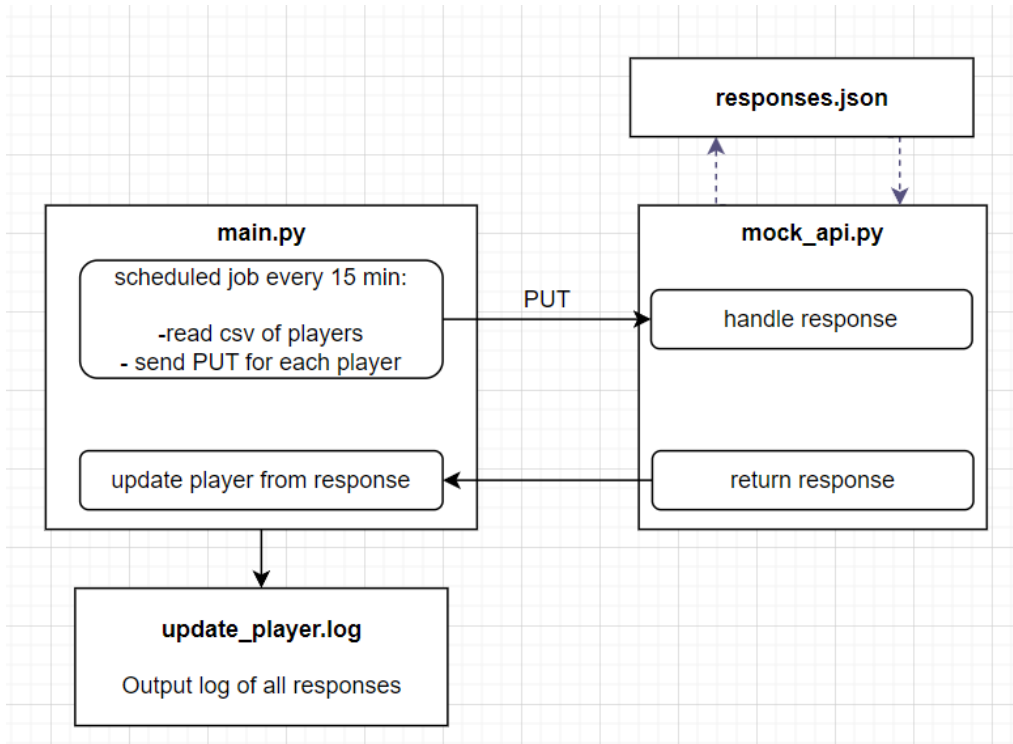 responses.json
main.py
scheduled job every 15 min:
-read csv of players
- send PUT for each player
PUT
mock_api.py
handle response
update player from response
return response
update_player.log
Output log of all responses